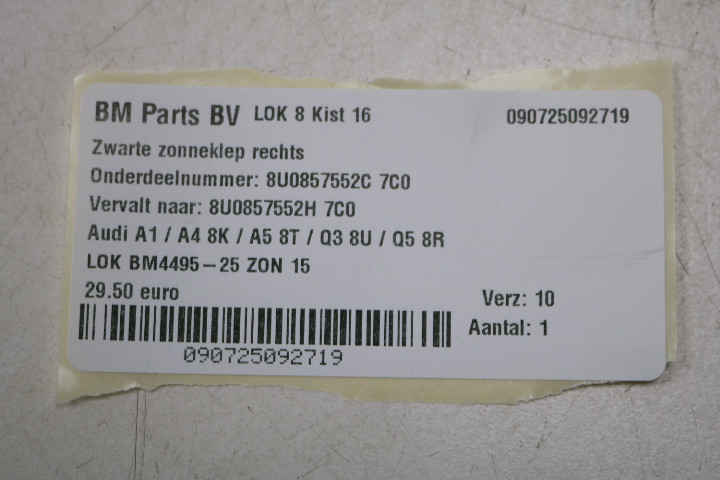 BM Parts BV LOK 8 Kist 16 090725092719
Zwarte zonneklep rechts
Onderdeelnummer: 8U0857552C 7C0
Vervalt naar: 8U0857552H 7C0
Audi A1 / A4 8K / A5 8T / Q3 8U / Q5 8R
LOK BM4495-25 ZON 15
29.50 euro Verz: 10
Aantal: 1
090725092719